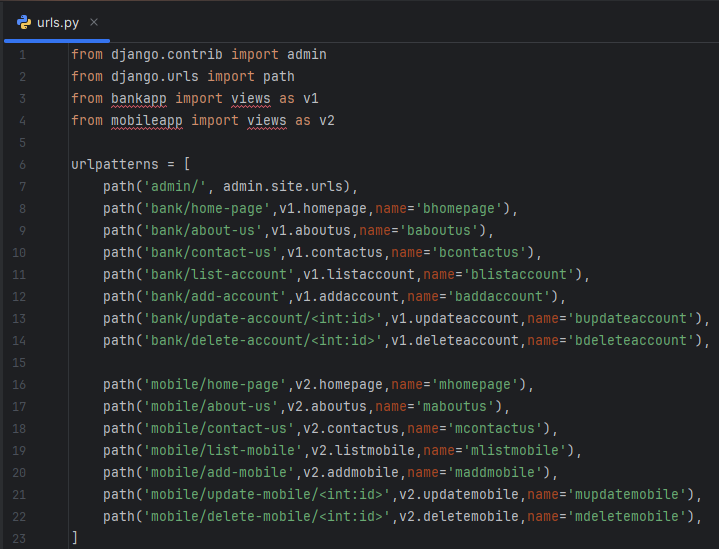 urls.py ×
1 from django.contrib import admin
2 from django.urls import path
3 from bankapp import views as v1
4 from mobileapp import views as v2
5
6 urlpatterns = [
7     path('admin/', admin.site.urls),
8     path('bank/home-page',v1.homepage,name='bhomepage'),
9     path('bank/about-us',v1.aboutus,name='baboutus'),
10     path('bank/contact-us',v1.contactus,name='bcontactus'),
11     path('bank/list-account',v1.listaccount,name='blistaccount'),
12     path('bank/add-account',v1.addaccount,name='baddaccount'),
13     path('bank/update-account/<int:id>',v1.updateaccount,name='bupdateaccount'),
14     path('bank/delete-account/<int:id>',v1.deleteaccount,name='bdeleteaccount'),
15
16     path('mobile/home-page',v2.homepage,name='mhomepage'),
17     path('mobile/about-us',v2.aboutus,name='maboutus'),
18     path('mobile/contact-us',v2.contactus,name='mcontactus'),
19     path('mobile/list-mobile',v2.listmobile,name='mlistmobile'),
20     path('mobile/add-mobile',v2.addmobile,name='maddmobile'),
21     path('mobile/update-mobile/<int:id>',v2.updatemobile,name='mupdatemobile'),
22     path('mobile/delete-mobile/<int:id>',v2.deletemobile,name='mdeletemobile'),
23 ]